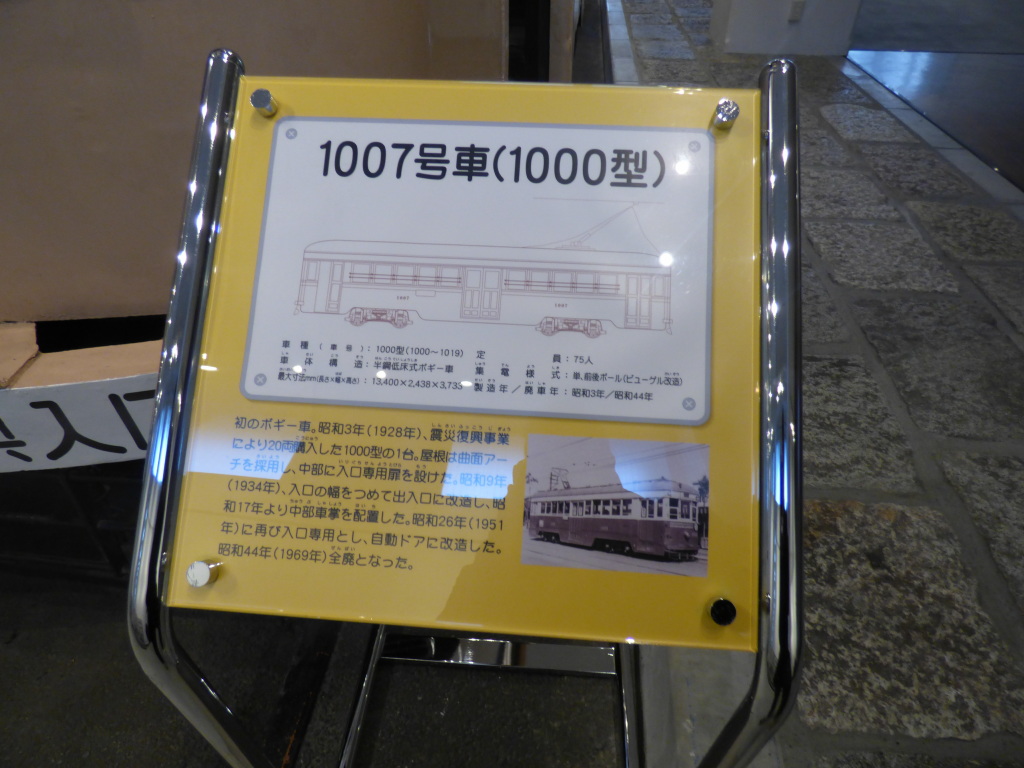 1007号車(1000型)
1007
1007
車種(車番): 1000型(1000〜1019) 定員: 75人
車体構造: 半鋼低床式ボギー車 集電様式: 車、前後ポール(ビューゲル改造)
最大寸法mm(長さ×幅×高さ): 13,400×2,438×3,733 製造年/廃車年: 昭和3年/昭和44年
初のボギー車。昭和3年(1928年)、震災復興事業
により20両購入した1000型の1台。屋根は曲面アー
チを採用し、中部に入口専用扉を設けた。昭和9年
(1934年)、入口の幅をつめて出入口に改造し、昭
和17年より中部車掌を配置した。昭和26年(1951
年)に再び入口専用とし、自動ドアに改造した。
昭和44年(1969年)全廃となった。
入口